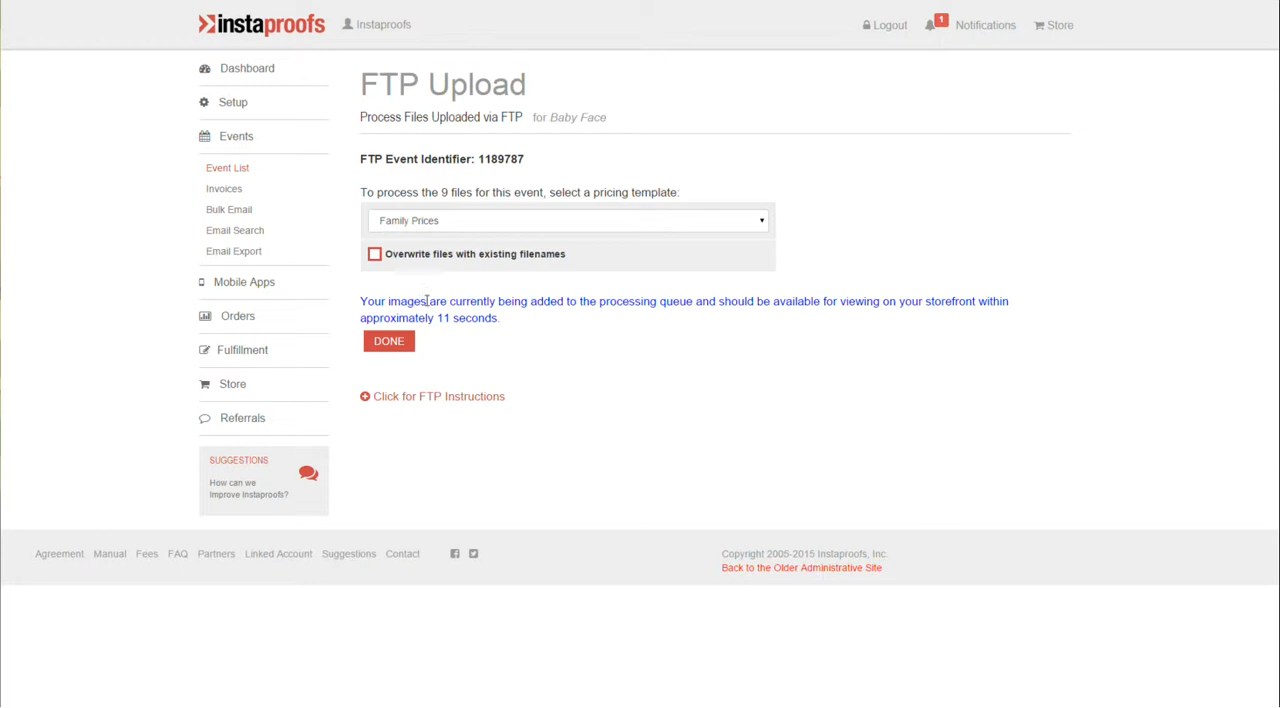 instaproofs
Instaproofs
Logout
1
Notifications
Store
Dashboard
Setup
Events
Event List
Invoices
Bulk Email
Email Search
Email Export
Mobile Apps
Orders
Fulfillment
Store
Referrals
SUGGESTIONS
How can we
Improve Instaproofs?
FTP Upload
Process Files Uploaded via FTP for Baby Face
FTP Event Identifier: 1189787
To process the 9 files for this event, select a pricing template:
Family Prices
Overwrite files with existing filenames
Your images are currently being added to the processing queue and should be available for viewing on your storefront within
approximately 11 seconds.
DONE
Click for FTP Instructions
Agreement Manual Fees FAQ Partners Linked Account Suggestions Contact
Copyright 2005-2015 Instaproofs, Inc.
Back to the Older Administrative Site